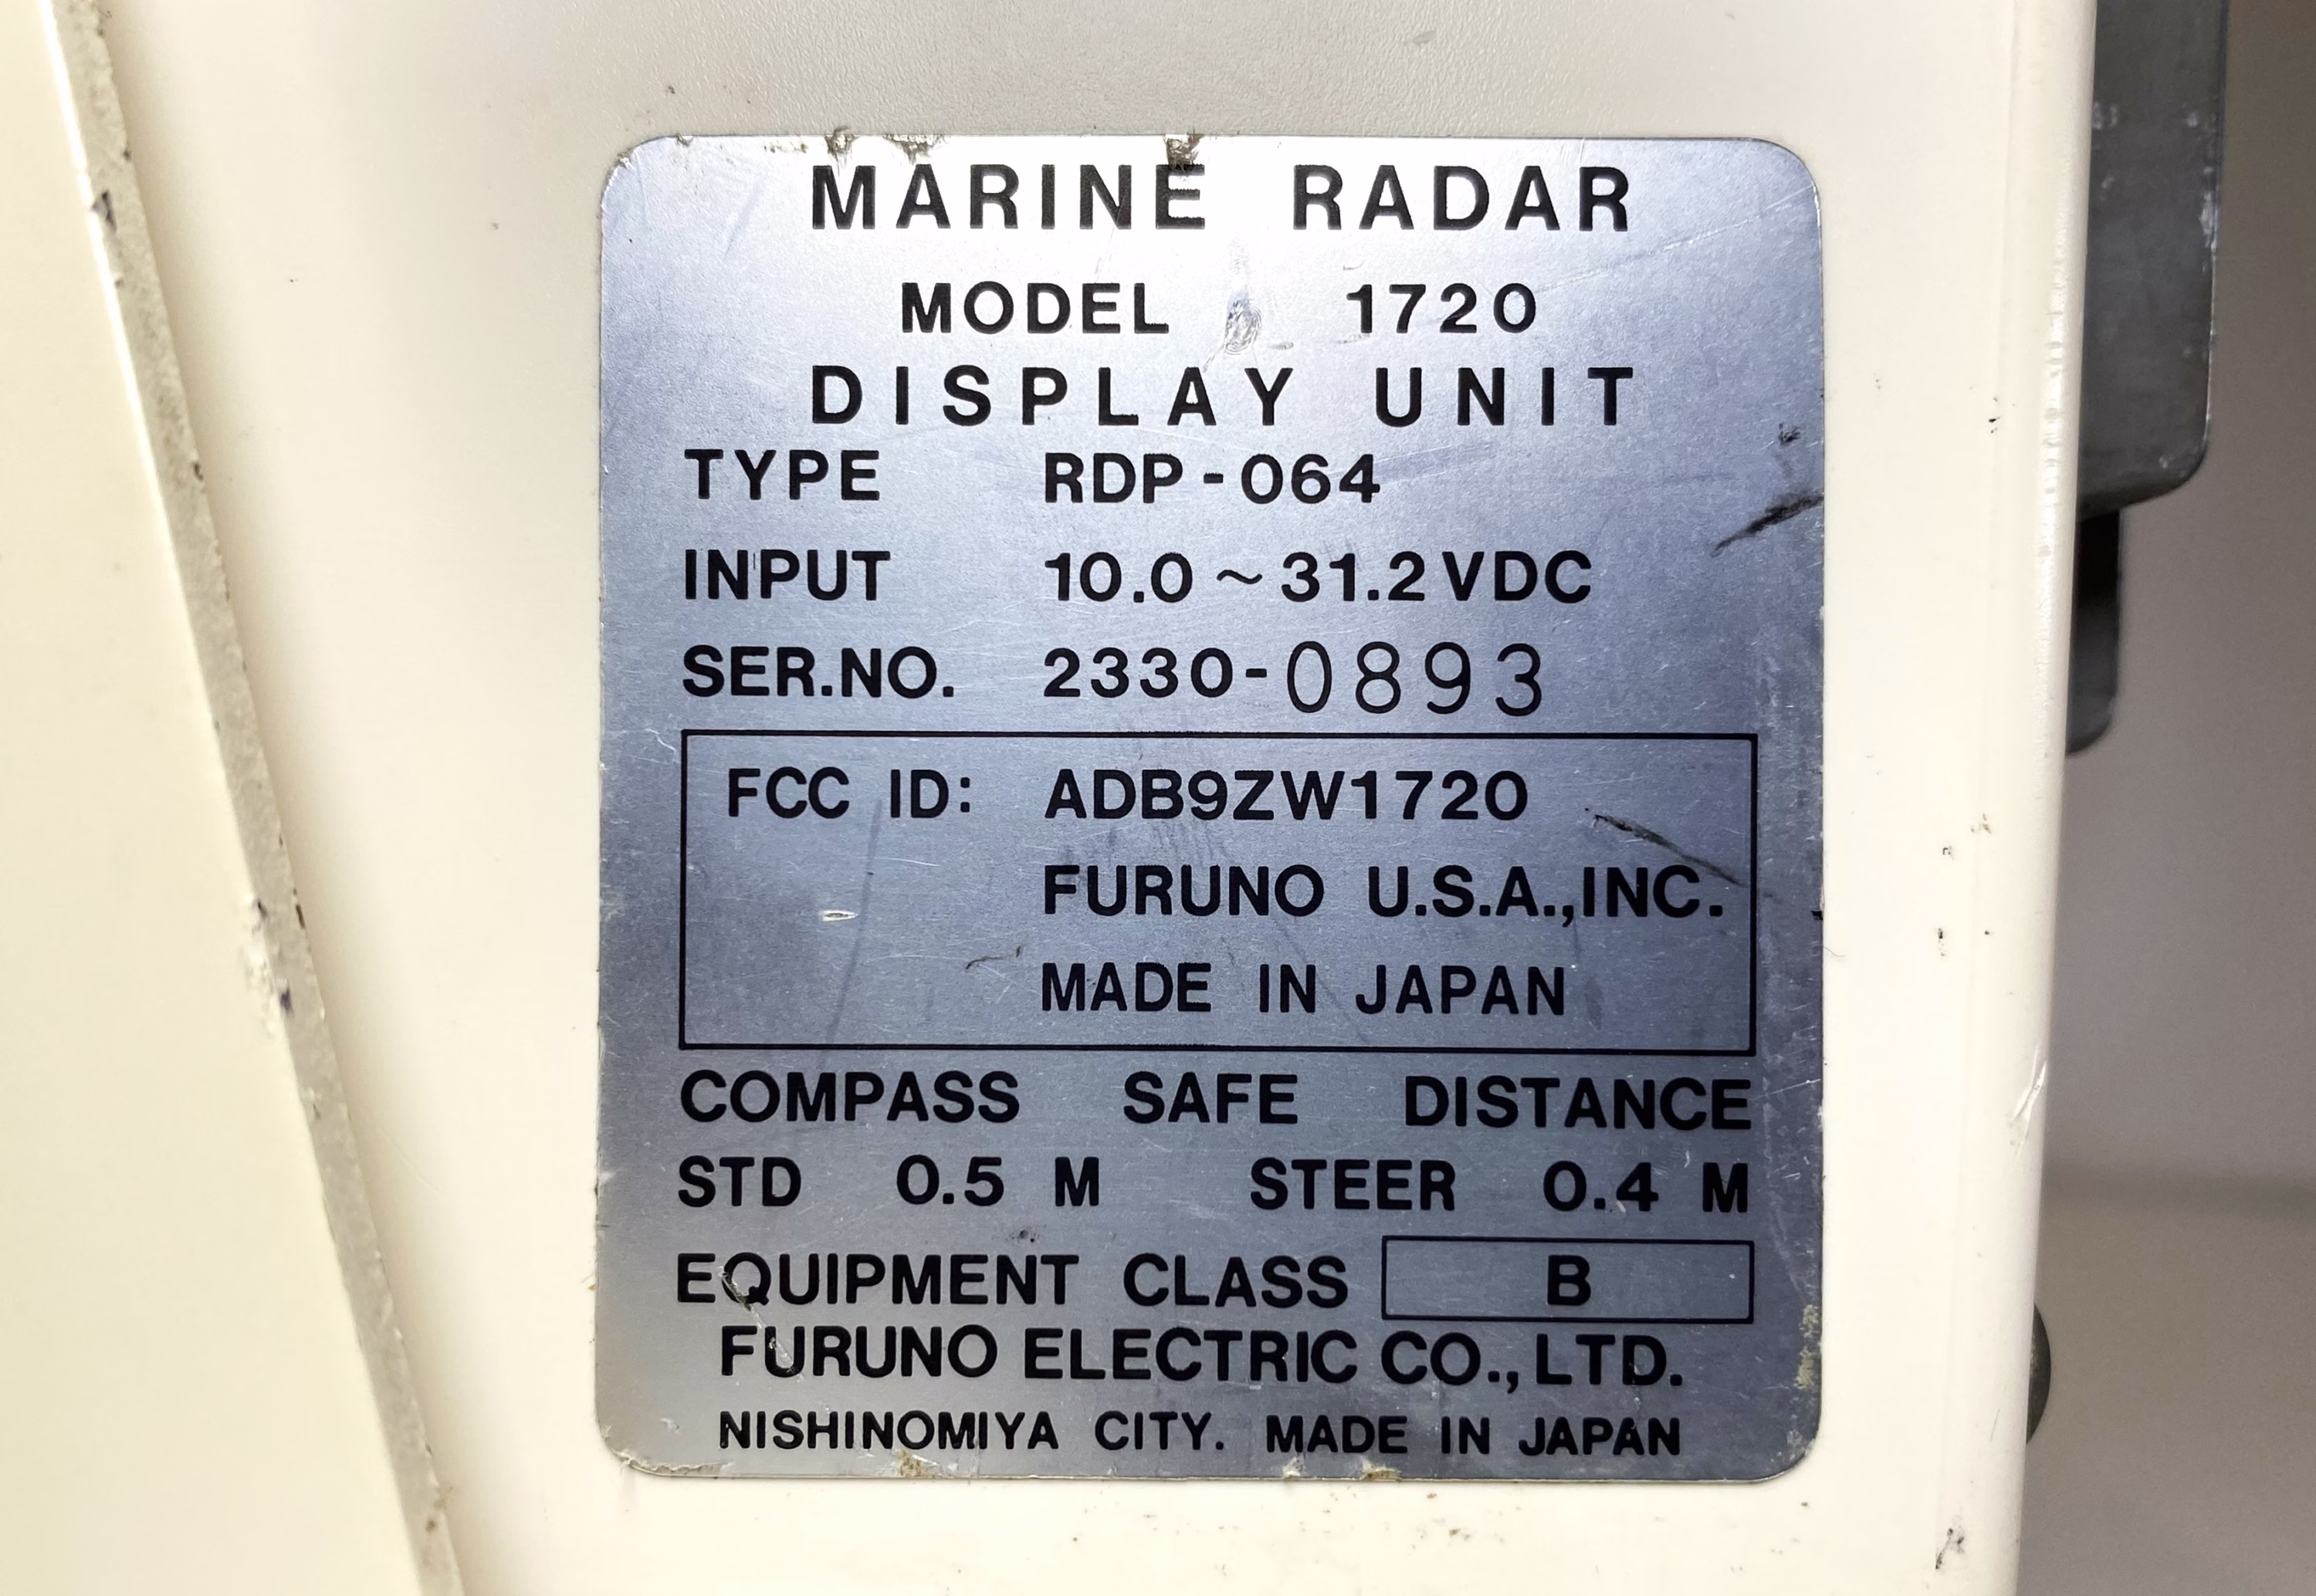 MARINE RADAR
MODEL 1720
DISPLAY UNIT
TYPE RDP-064
INPUT 10.0~31.2VDC
SER.NO. 2330-0893
FCC ID: ADB9ZW1720
FURUNO U.S.A.,INC.
MADE IN JAPAN
COMPASS SAFE DISTANCE
STD 0.5 M STEER 0.4 M
EQUIPMENT CLASS B
FURUNO ELECTRIC CO.,LTD.
NISHINOMIYA CITY. MADE IN JAPAN